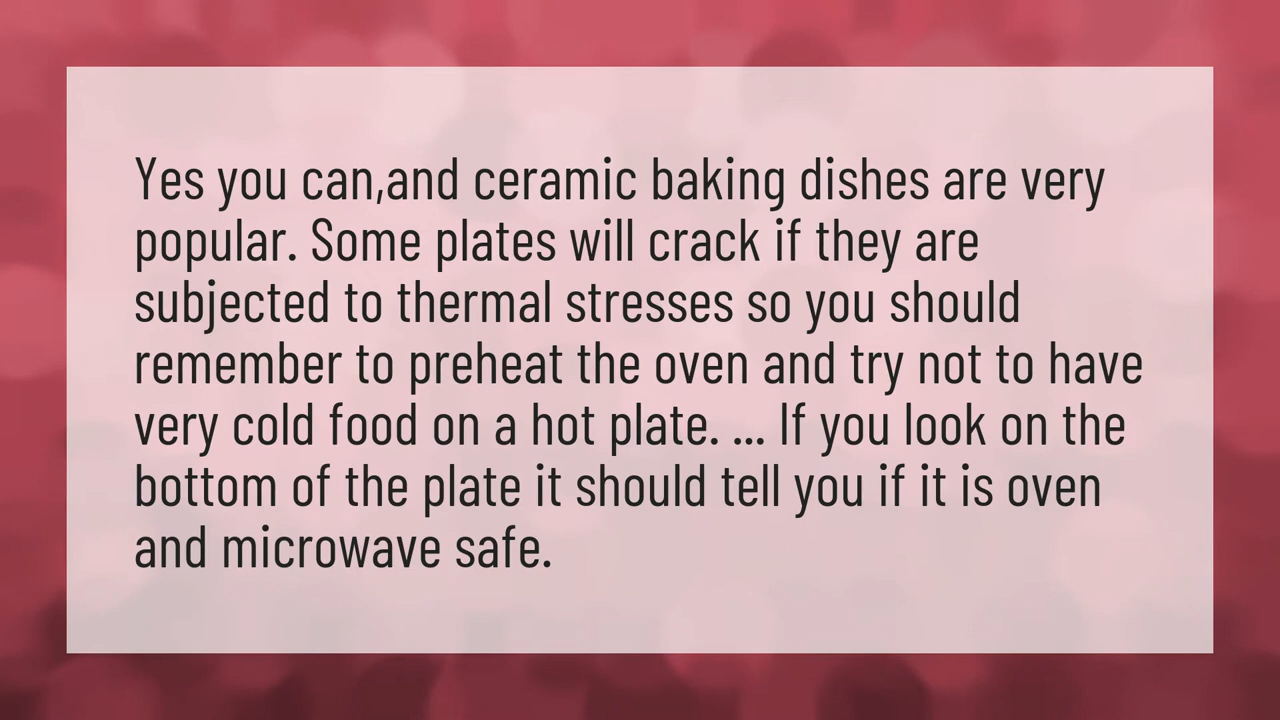 Yes you can,and ceramic baking dishes are very
popular. Some plates will crack if they are
subjected to thermal stresses so you should
remember to preheat the oven and try not to have
very cold food on a hot plate. ... If you look on the
bottom of the plate it should tell you if it is oven
and microwave safe.